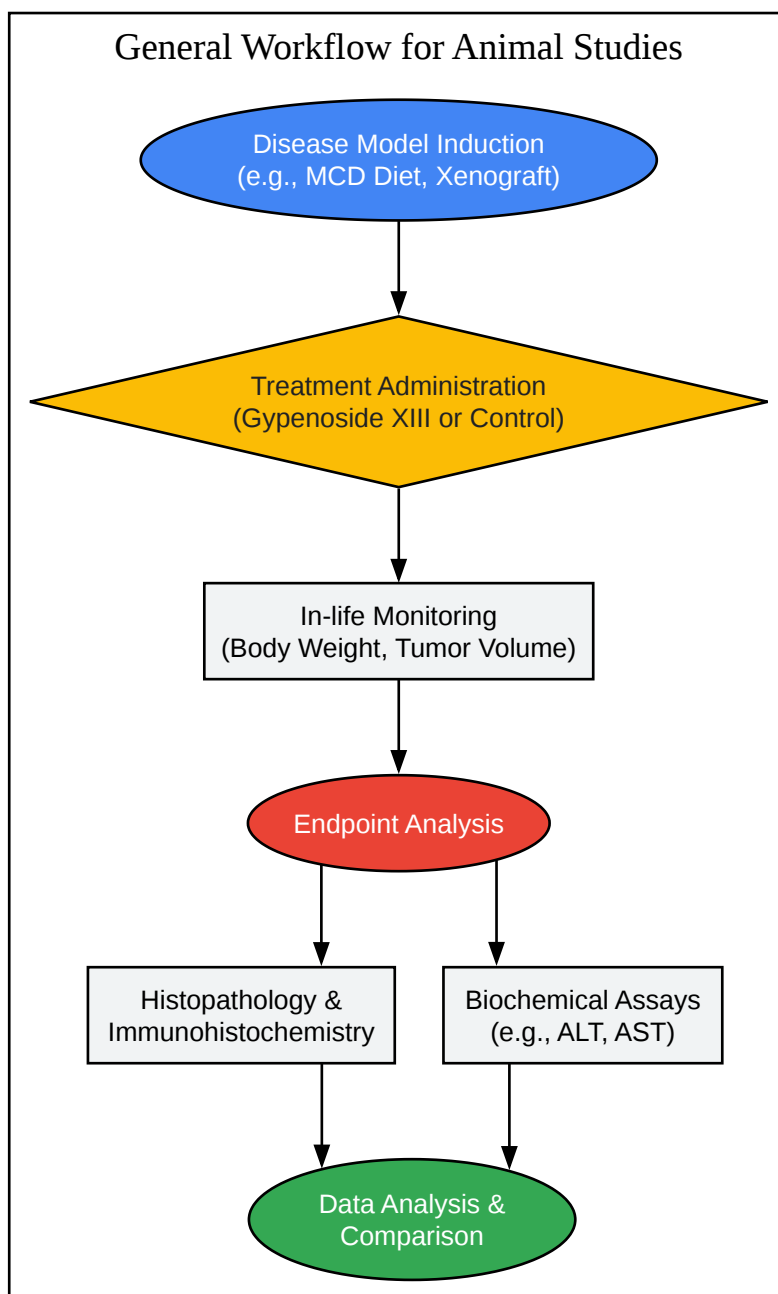 General Workflow for Animal Studies
Disease Model Induction
(e.g., MCD Diet, Xenograft)
Treatment Administration
(Gypenoside XIII or Control)
In-life Monitoring
(Body Weight, Tumor Volume)
Endpoint Analysis
Histopathology &
Immunohistochemistry
Biochemical Assays
(e.g., ALT, AST)
Data Analysis &
Comparison